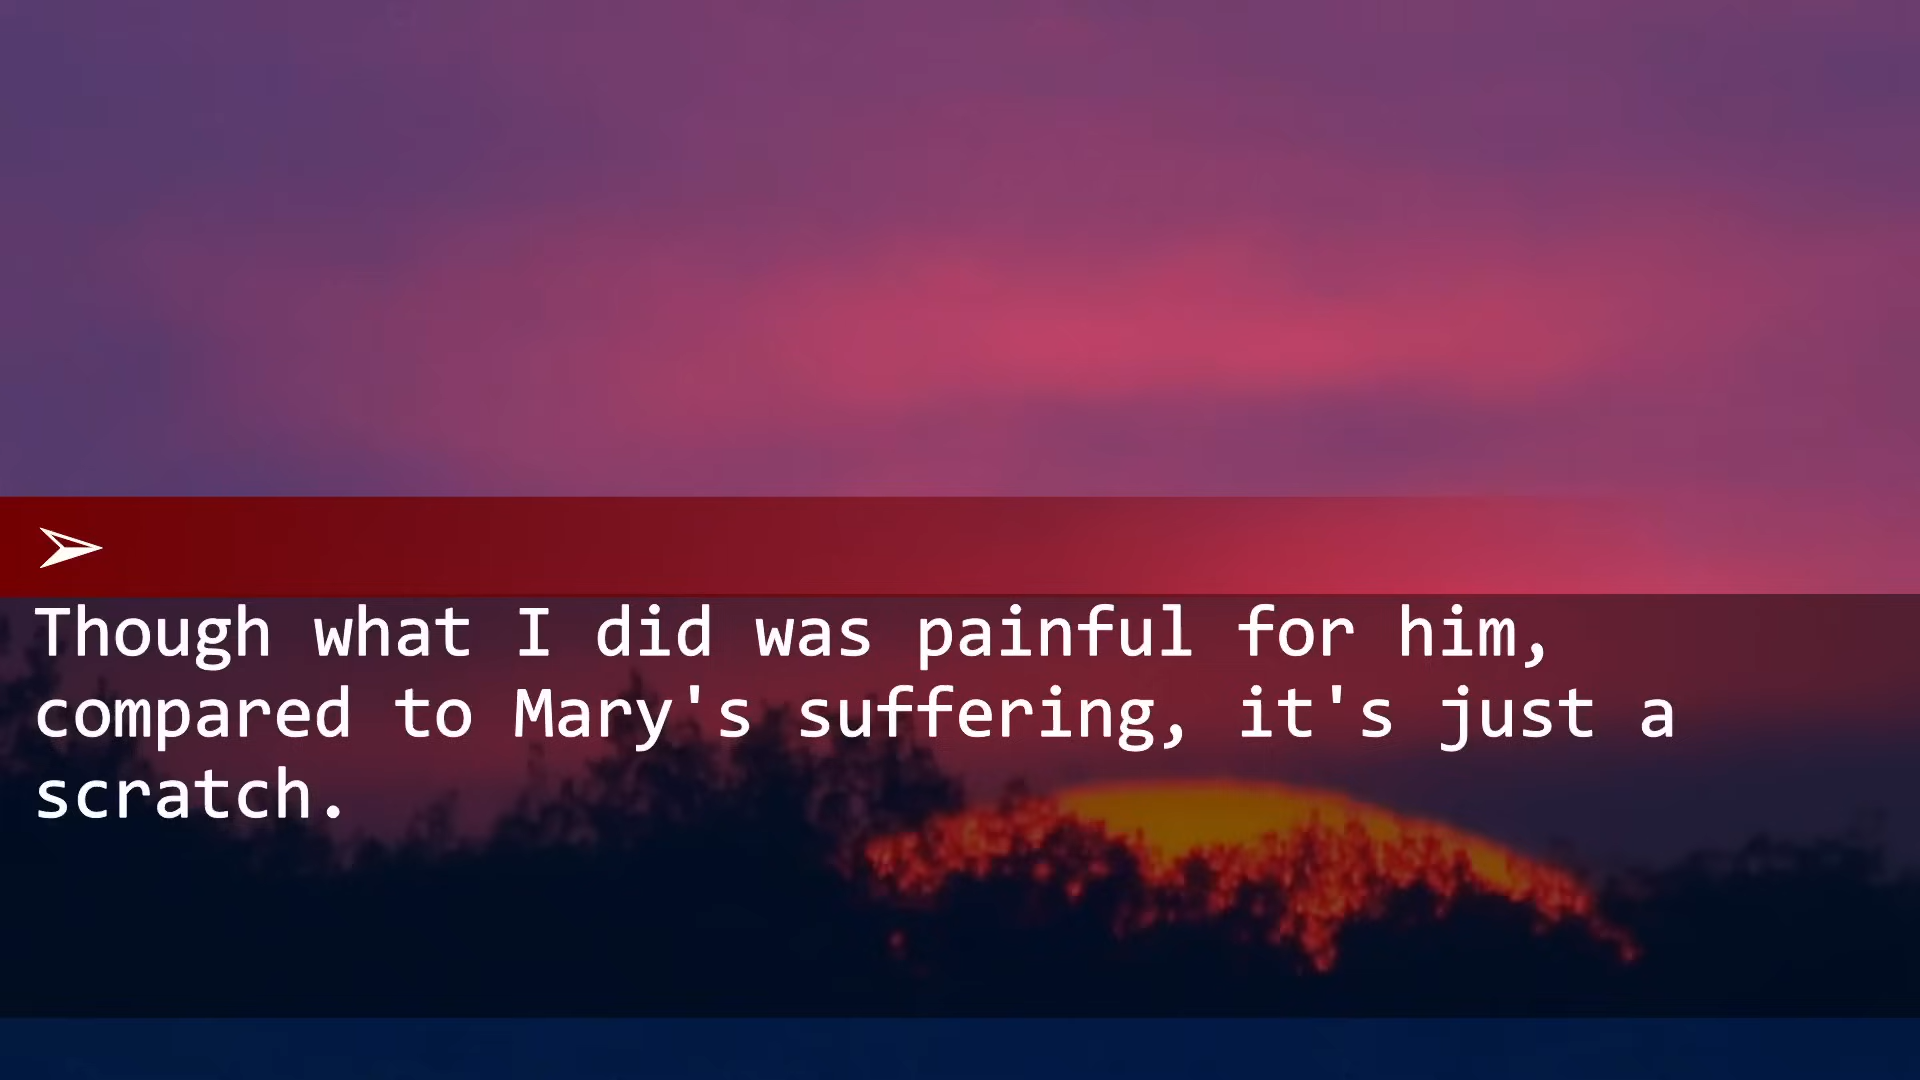 Though what I did was painful for him,
compared to Mary's suffering, it's just a
scratch.